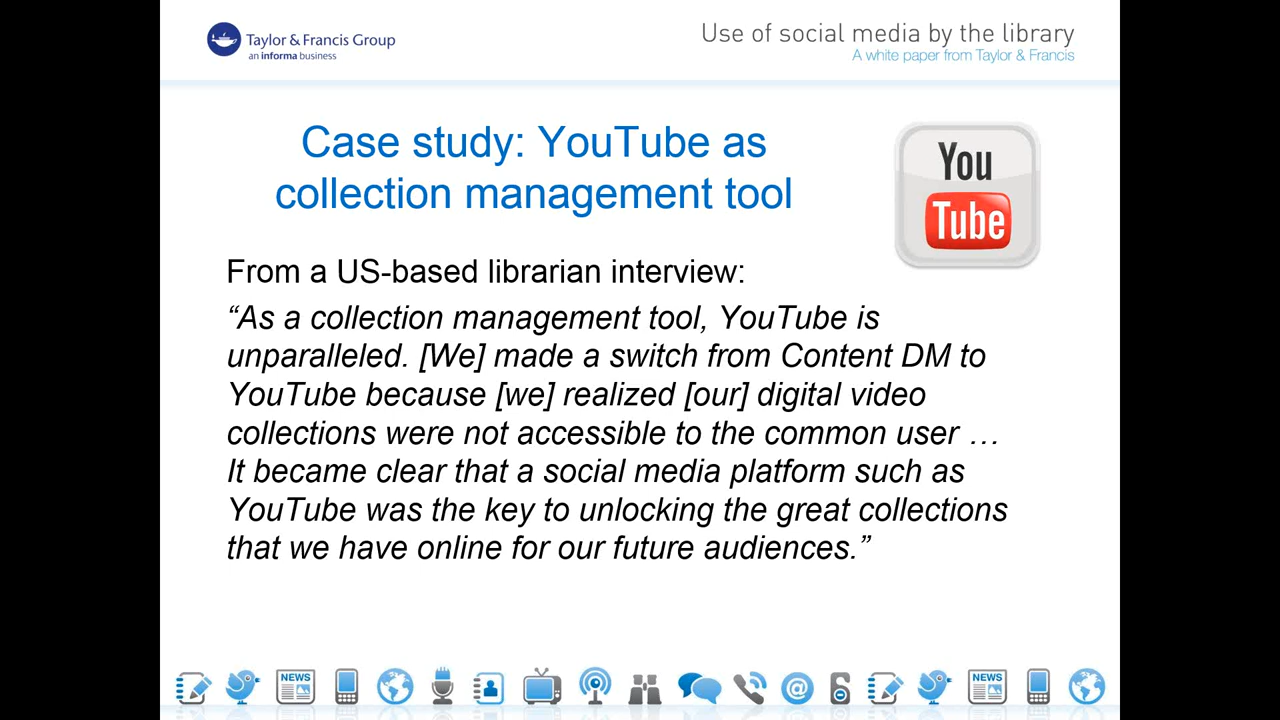 Taylor & Francis Group
an informa business
Use of social media by the library
A white paper from Taylor & Francis
Case study: YouTube as
collection management tool
You
Tube
From a US-based librarian interview:
“As a collection management tool, YouTube is
unparalleled. [We] made a switch from Content DM to
YouTube because [we] realized [our] digital video
collections were not accessible to the common user …
It became clear that a social media platform such as
YouTube was the key to unlocking the great collections
that we have online for our future audiences.”
NEWS
@
NEWS